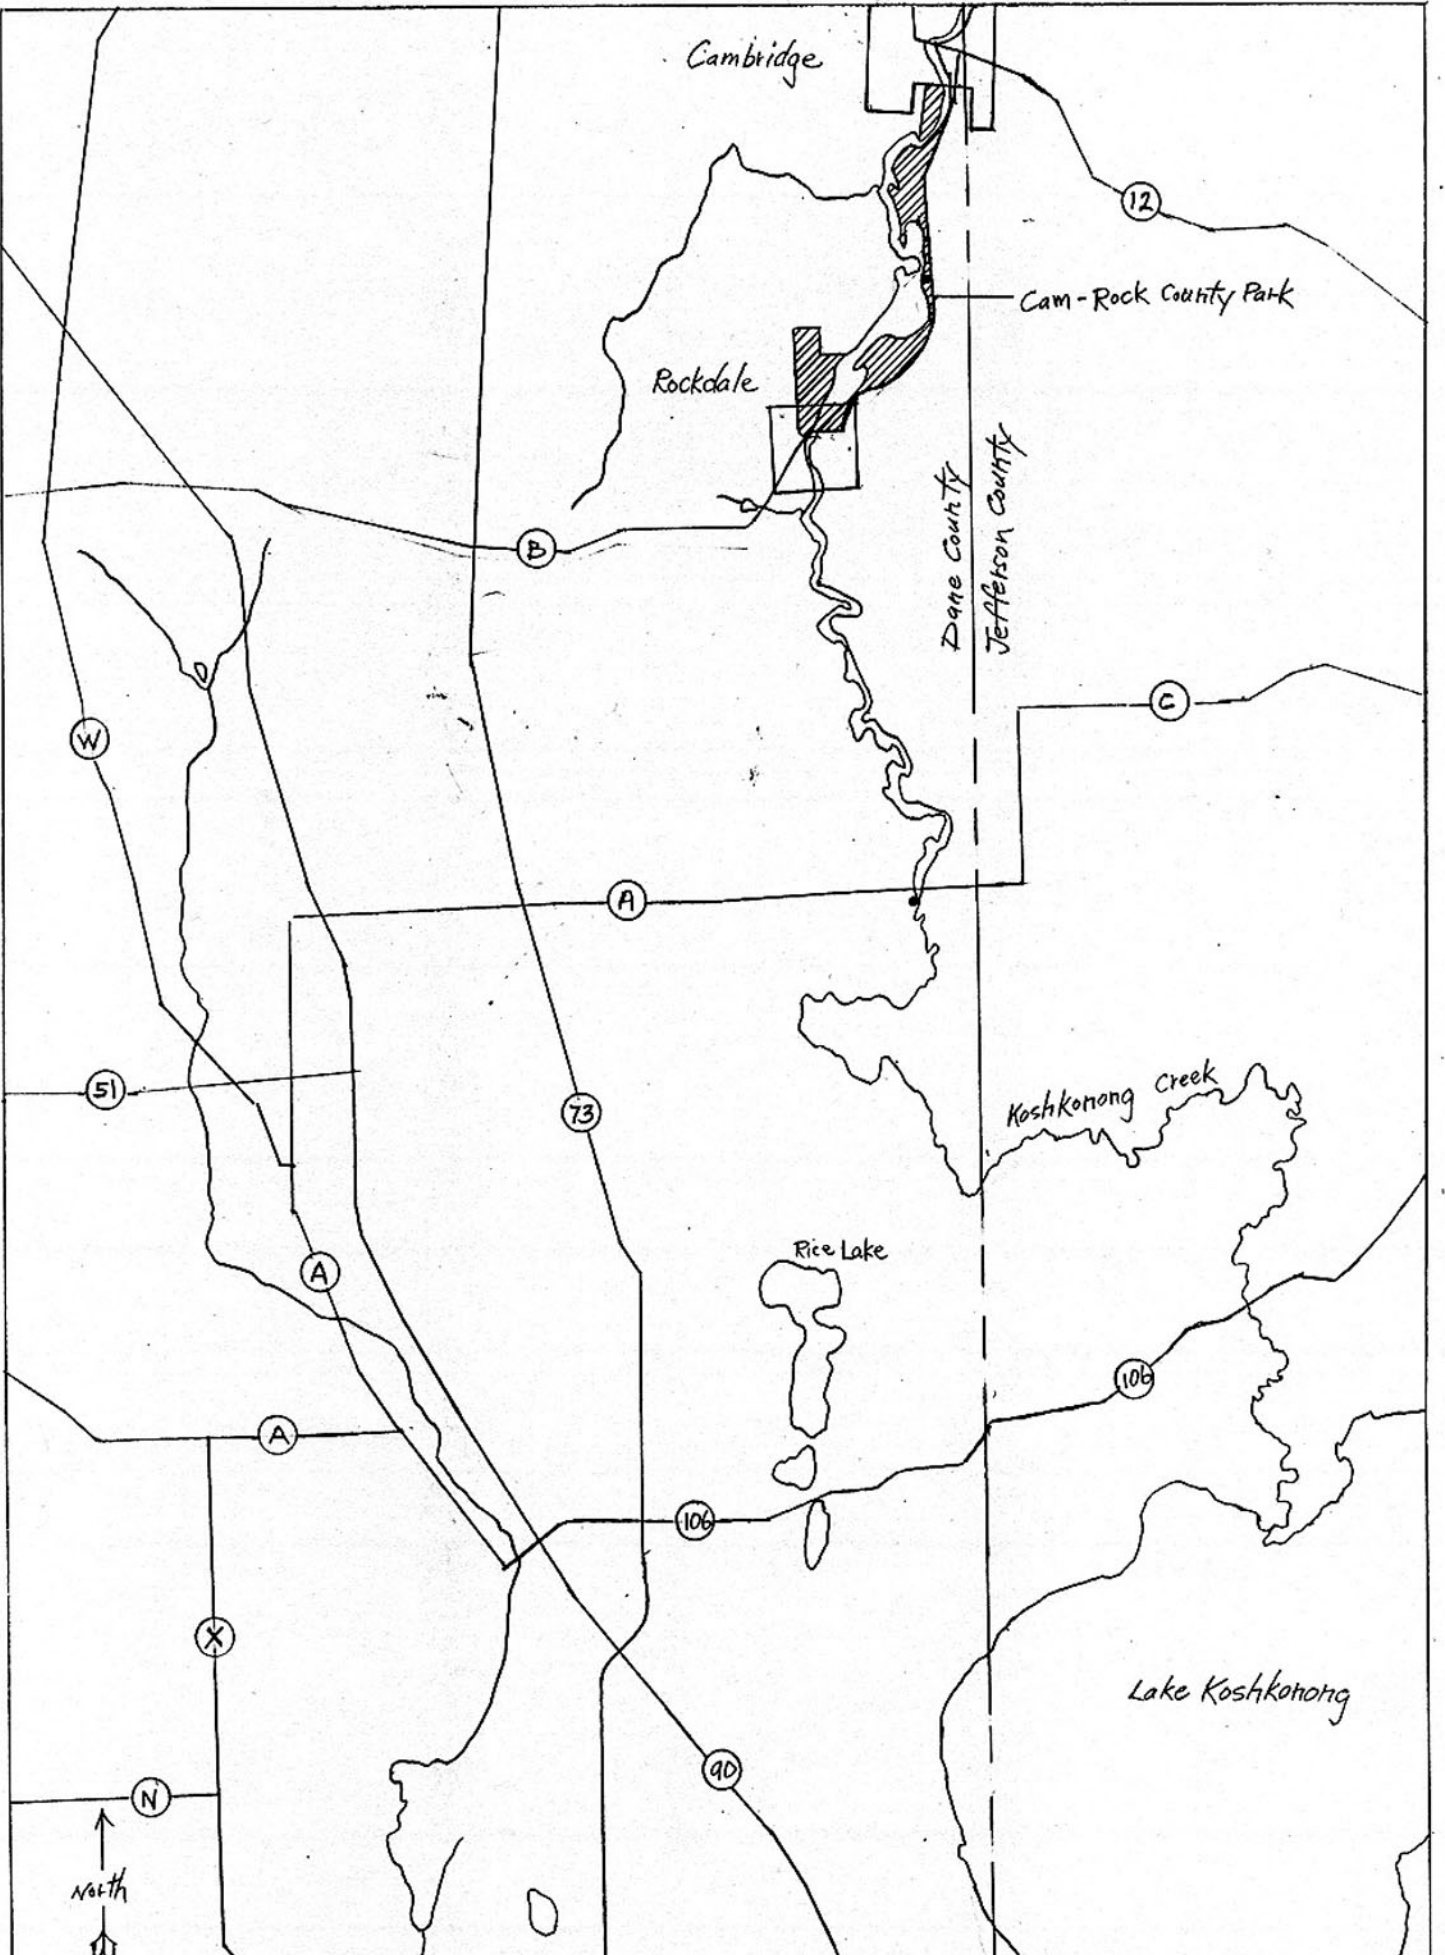 Cambridge
12
Cam-Rock County Park
Rockdale
Dane County
Jefferson County
B
W
C
A
51
73
Koshkonong Creek
Rice Lake
A
106
A
106
X
Lake Koshkonong
90
N
North